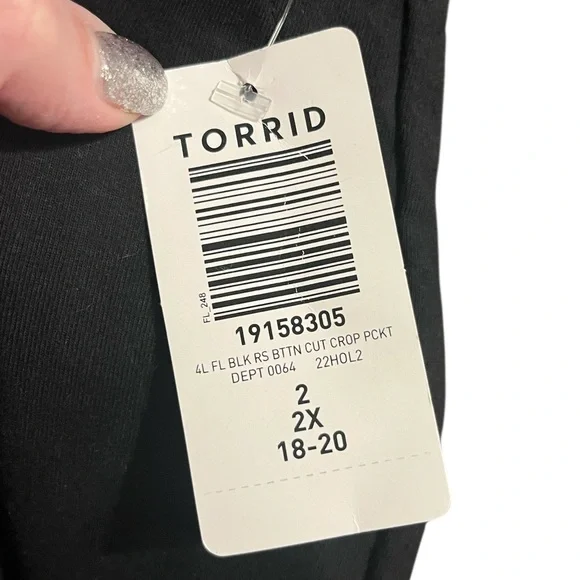 TORRID
FL_248
19158305
4L FL BLK RS BTTN CUT CROP PCKT
DEPT 0064 22HOL2
2
2X
18-20